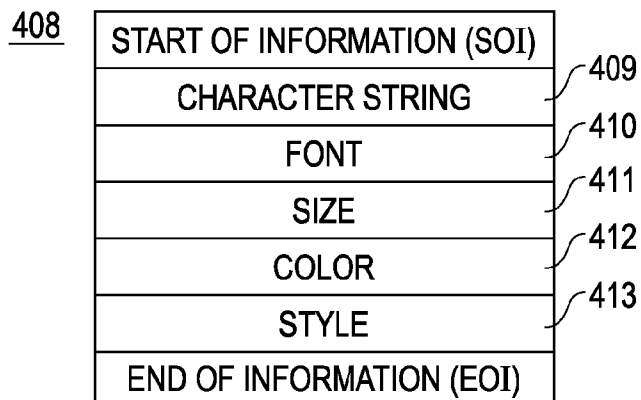 408
START OF INFORMATION (SOI)
409
CHARACTER STRING
410
FONT
411
SIZE
412
COLOR
413
STYLE
END OF INFORMATION (EOI)